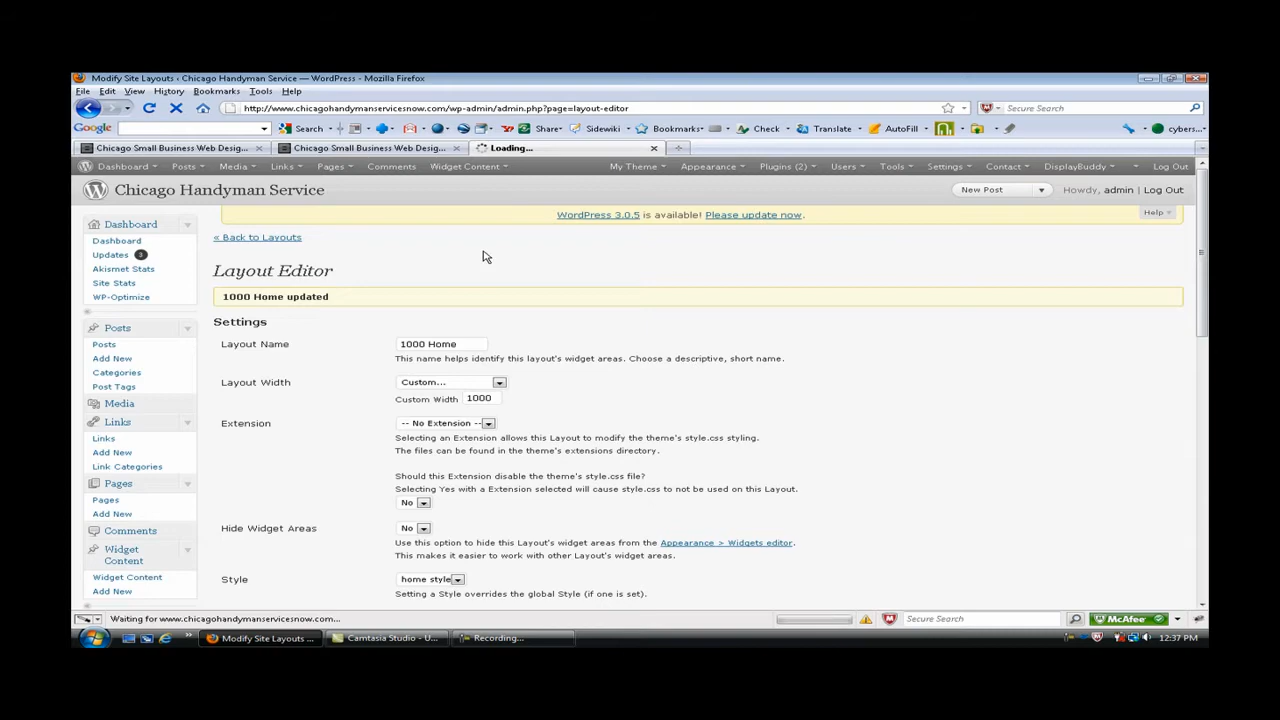 Modify Site Layouts ‹ Chicago Handyman Service — WordPress - Mozilla Firefox
File Edit View History Bookmarks Tools Help
http://www.chicagohandymanservicesnow.com/wp-admin/admin.php?page=layout-editor
Secure Search
Google Search Share Sidewiki Bookmarks Check Translate AutoFill cybers...
Chicago Small Business Web Desig... Chicago Small Business Web Desig... Loading...
Dashboard Posts Media Links Pages Comments Widget Content My Theme Appearance Plugins (2) Users Tools Settings Contact DisplayBuddy Log Out
Chicago Handyman Service New Post Howdy, admin | Log Out
WordPress 3.0.5 is available! Please update now. Help
« Back to Layouts
Layout Editor
1000 Home updated
Settings
Layout Name 1000 Home
This name helps identify this layout's widget areas. Choose a descriptive, short name.
Layout Width Custom...
Custom Width 1000
Extension -- No Extension --
Selecting an Extension allows this Layout to modify the theme's style.css styling.
The files can be found in the theme's extensions directory.
Should this Extension disable the theme's style.css file?
Selecting Yes with a Extension selected will cause style.css to not be used on this Layout.
No
Hide Widget Areas No
Use this option to hide this Layout's widget areas from the Appearance > Widgets editor.
This makes it easier to work with other Layout's widget areas.
Style home style
Setting a Style overrides the global Style (if one is set).
Dashboard
Dashboard
Updates 3
Akismet Stats
Site Stats
WP-Optimize
Posts
Posts
Add New
Categories
Post Tags
Media
Links
Links
Add New
Link Categories
Pages
Pages
Add New
Comments
Widget
Content
Widget Content
Add New
Waiting for www.chicagohandymanservicesnow.com...
Secure Search McAfee
Modify Site Layouts ... Camtasia Studio - U... Recording... 12:37 PM